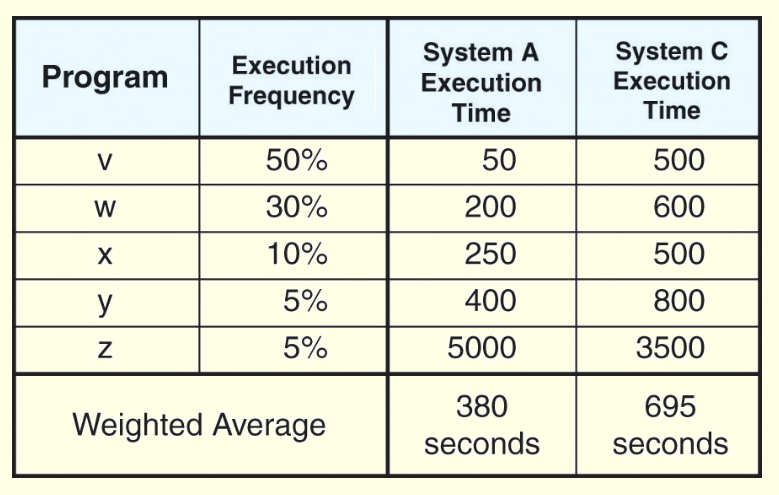 Program Execution Frequency System A Execution Time System C Execution Time
v 50% 50 500
w 30% 200 600
x 10% 250 500
y 5% 400 800
z 5% 5000 3500
Weighted Average 380 seconds 695 seconds